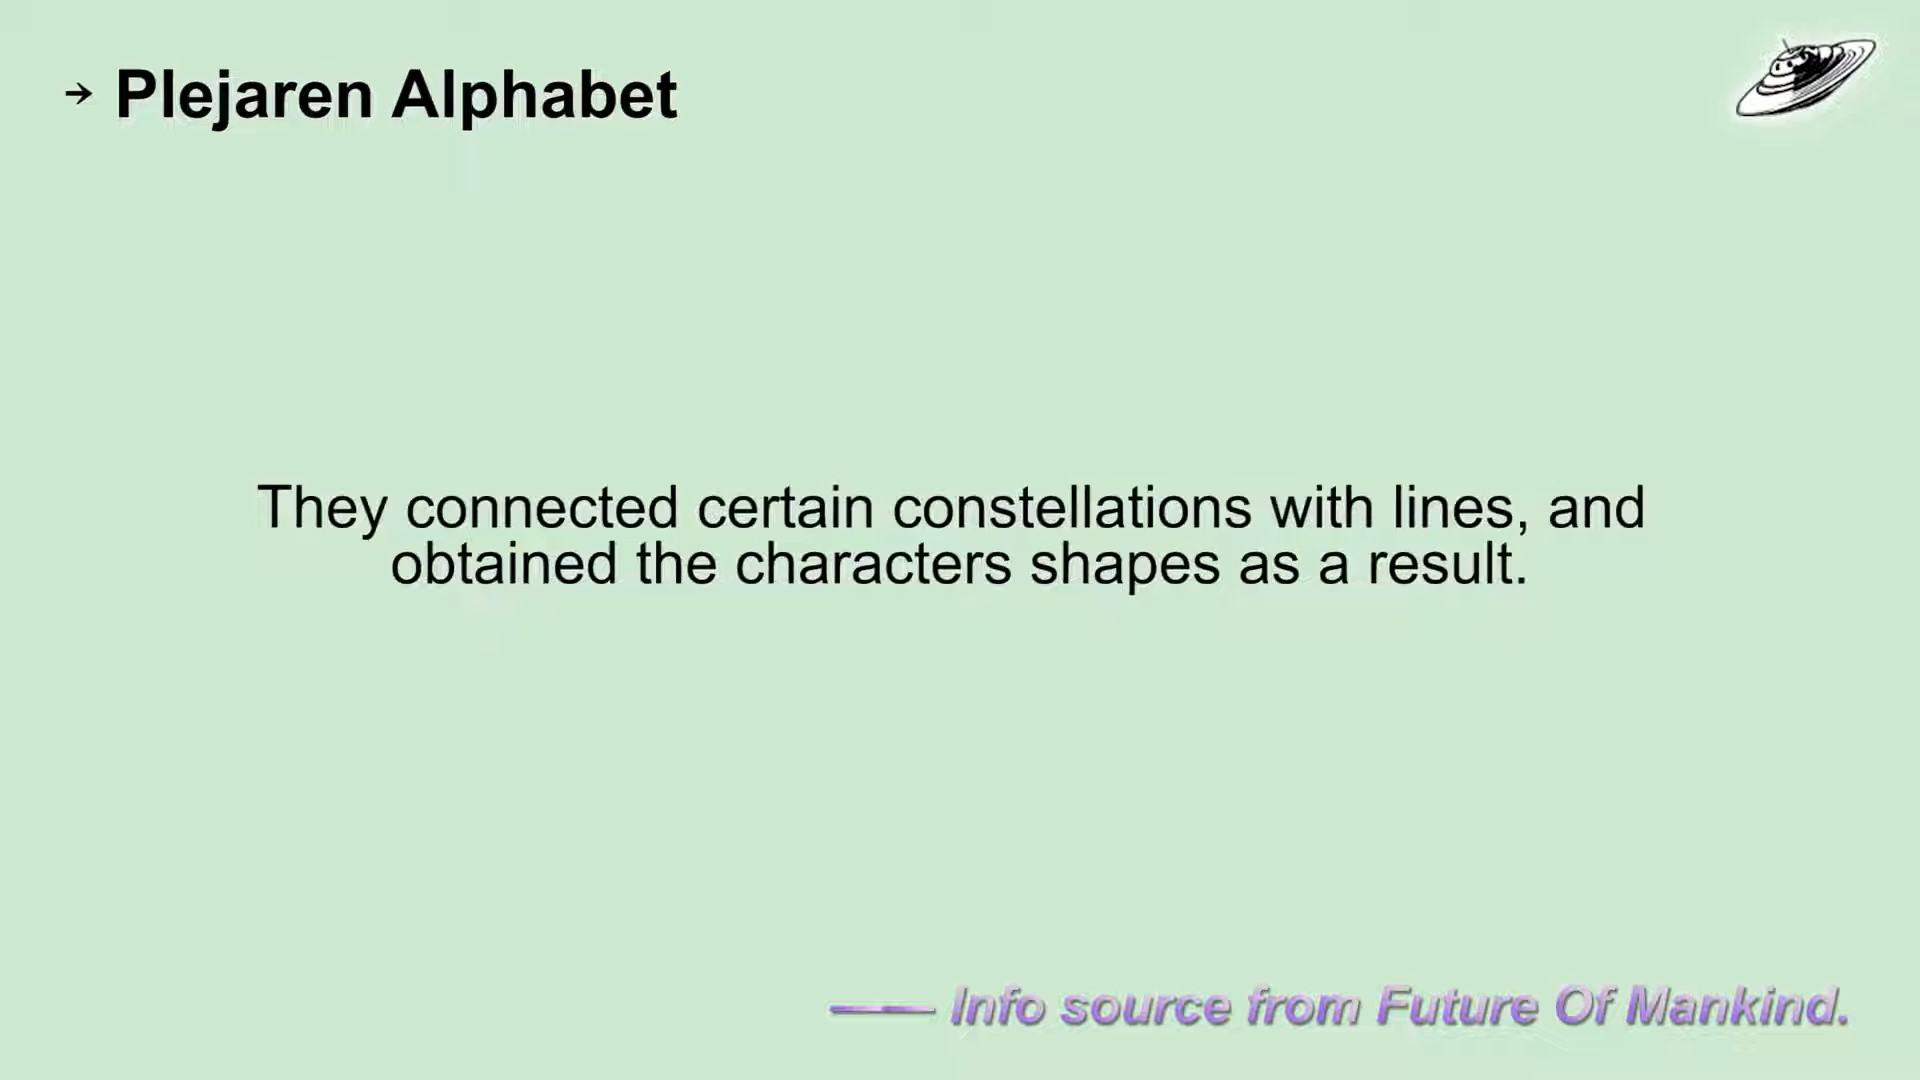 → Plejaren Alphabet
They connected certain constellations with lines, and
obtained the characters shapes as a result.
—— Info source from Future Of Mankind.